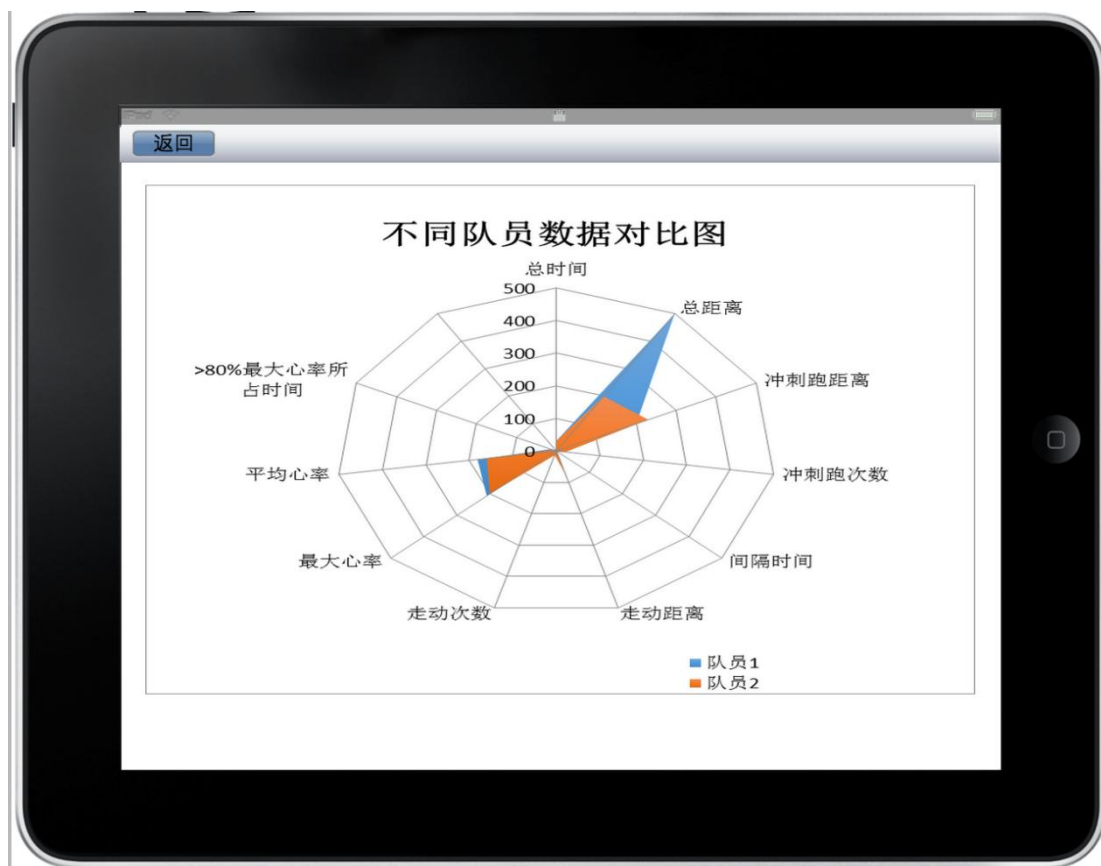 iPad
返回
不同队员数据对比图
总时间
500
400
300
200
100
0
总距离
冲刺跑距离
冲刺跑次数
间隔时间
走动距离
走动次数
最大心率
平均心率
>80%最大心率所
占时间
队员1
队员2